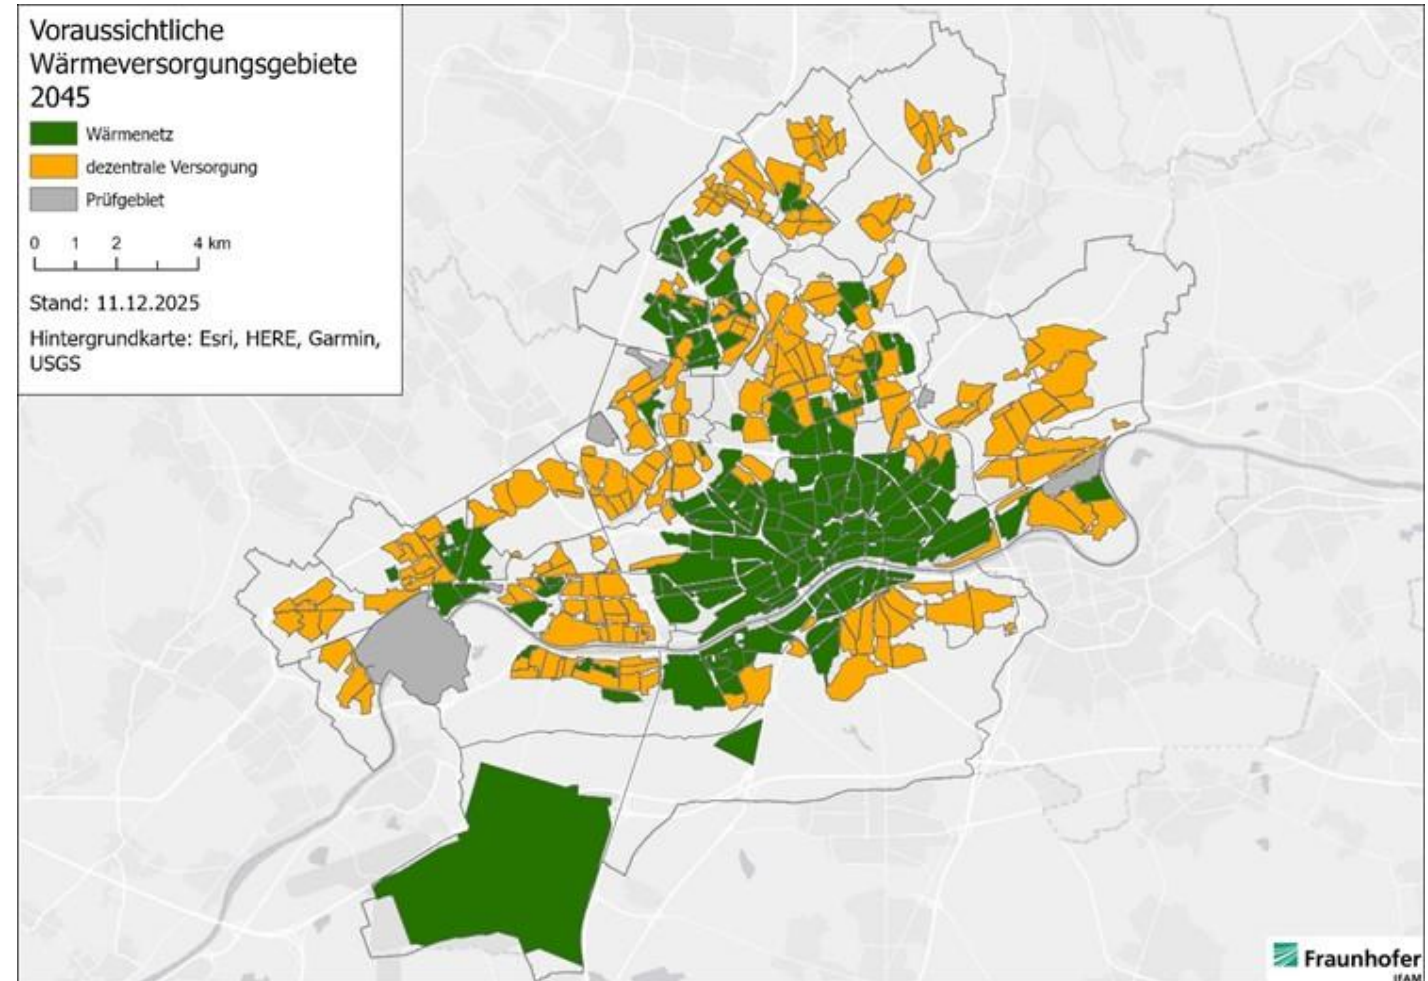 Voraussichtliche
Wärmeversorgungsgebiete
2045
Wärmenetz
dezentrale Versorgung
Prüfgebiet
0 1 2 4 km
Stand: 11.12.2025
Hintergrundkarte: Esri, HERE, Garmin,
USGS
Fraunhofer
IFAM